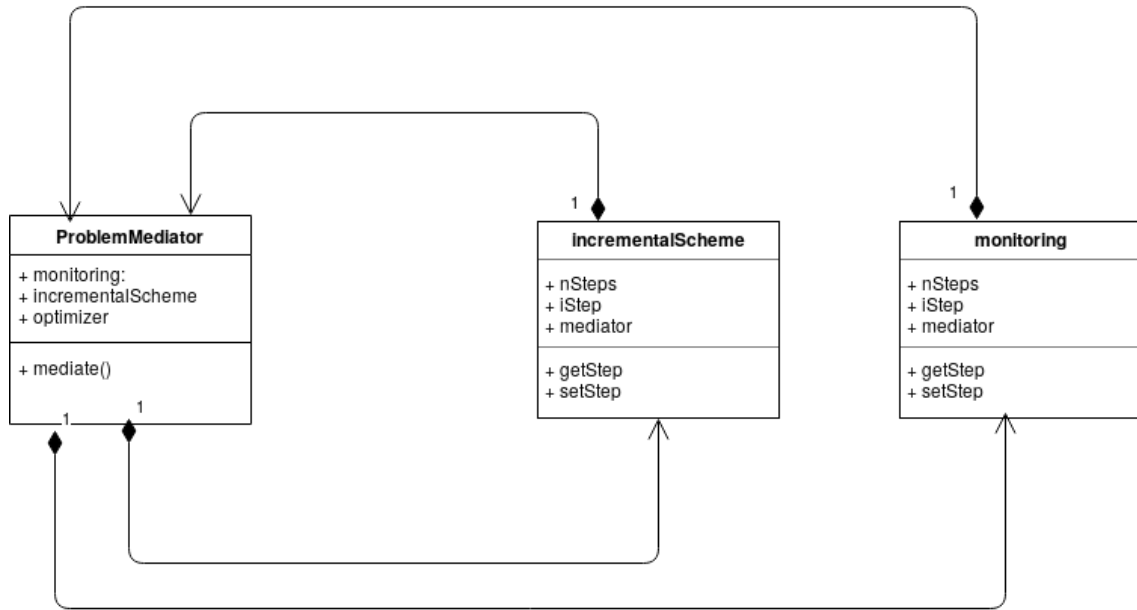 1
1
ProblemMediator
+ monitoring:
+ incrementalScheme
+ optimizer
+ mediate()
1
1
incrementalScheme
+ nSteps
+ iStep
+ mediator
+ getStep
+ setStep
monitoring
+ nSteps
+ iStep
+ mediator
+ getStep
+ setStep